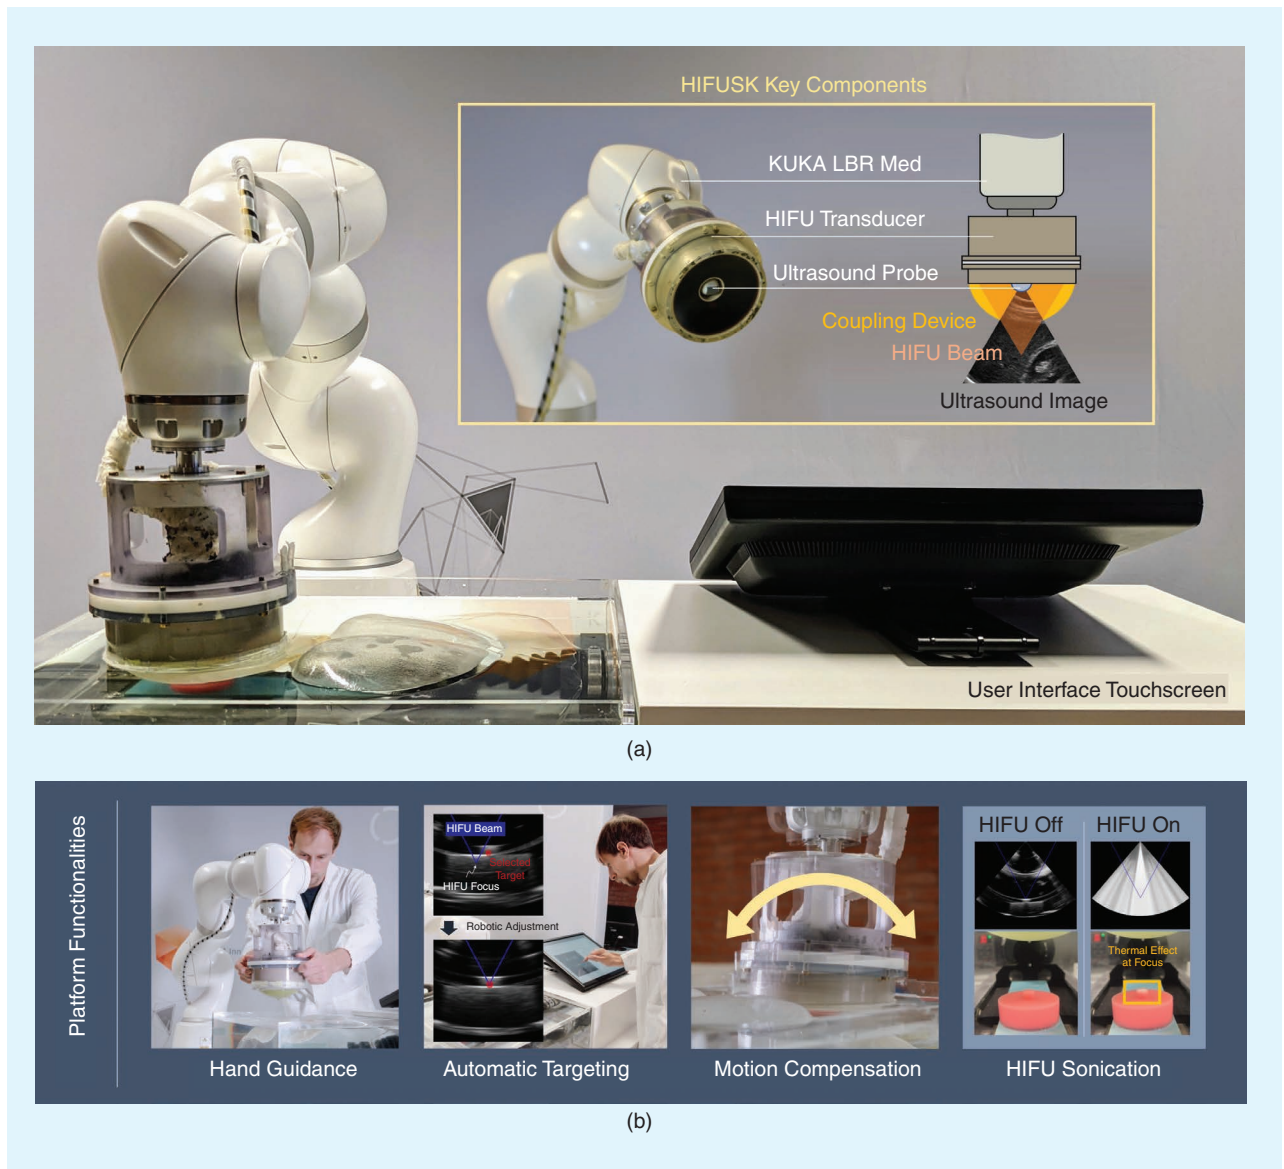 HIFUSK Key Components
KUKA LBR Med
HIFU Transducer
Ultrasound Probe
Coupling Device
HIFU Beam
Ultrasound Image
User Interface Touchscreen
(a)
Platform Functionalities
HIFU Beam
Selected
Target
HIFU Focus
Robotic Adjustment
HIFU Off
HIFU On
Thermal Effect
at Focus
Hand Guidance
Automatic Targeting
Motion Compensation
HIFU Sonication
(b)